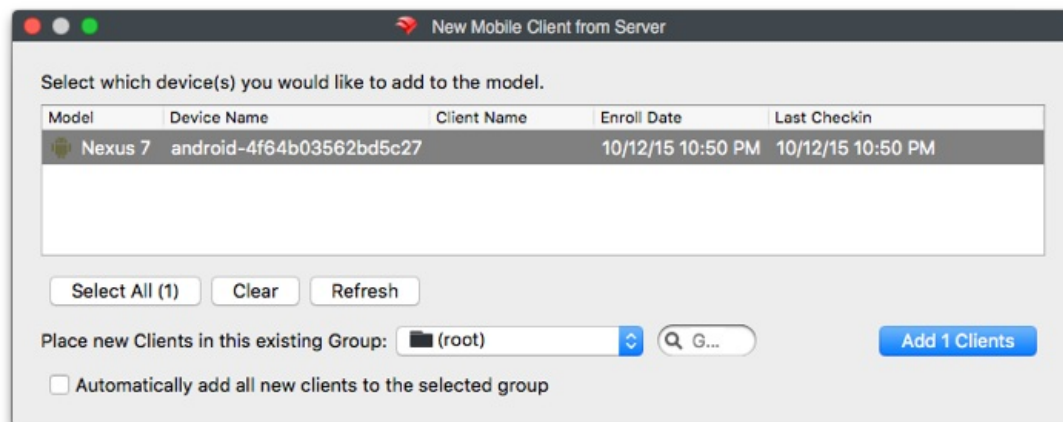 New Mobile Client from Server
Select which device(s) you would like to add to the model.
Model Device Name Client Name Enroll Date Last Checkin
Nexus 7 android-4f64b03562bd5c27 10/12/15 10:50 PM 10/12/15 10:50 PM
Select All (1) Clear Refresh
Place new Clients in this existing Group: (root) G... Add 1 Clients
Automatically add all new clients to the selected group